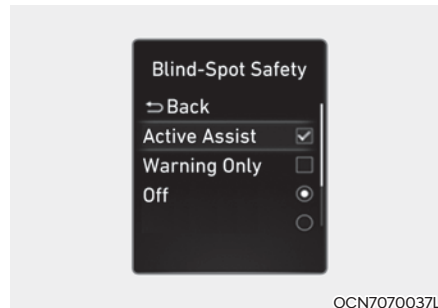 Blind-Spot Safety
Back
Active Assist
Warning Only
Off
OCN7070037L